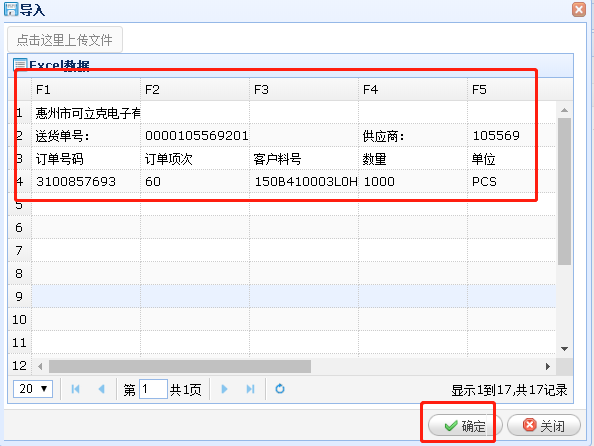 导入
点击这里上传文件
Excel数据
F1 F2 F3 F4 F5
1 惠州市可立克电子有
2 送货单号: 0000105569201 供应商: 105569
3 订单号码 订单项次 客户料号 数量 单位
4 3100857693 60 150B410003L0H 1000 PCS
5
6
7
8
9
10
11
12
20 第 1 共1页 显示1到17,共17记录
确定 关闭